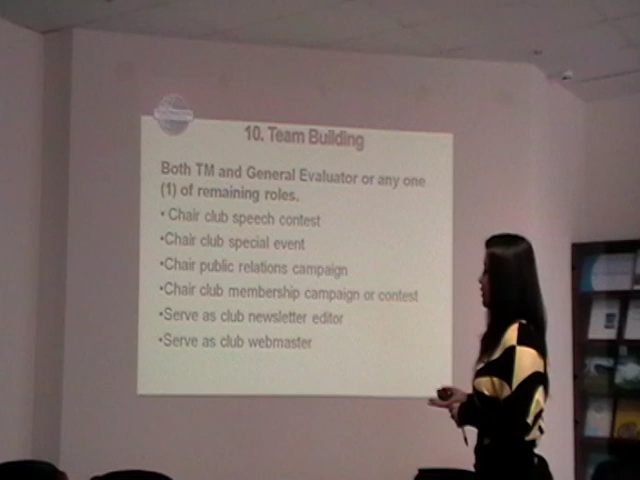 10. Team Building
Both TM and General Evaluator or any one
(1) of remaining roles.
• Chair club speech contest
•Chair club special event
•Chair public relations campaign
•Chair club membership campaign or contest
•Serve as club newsletter editor
•Serve as club webmaster